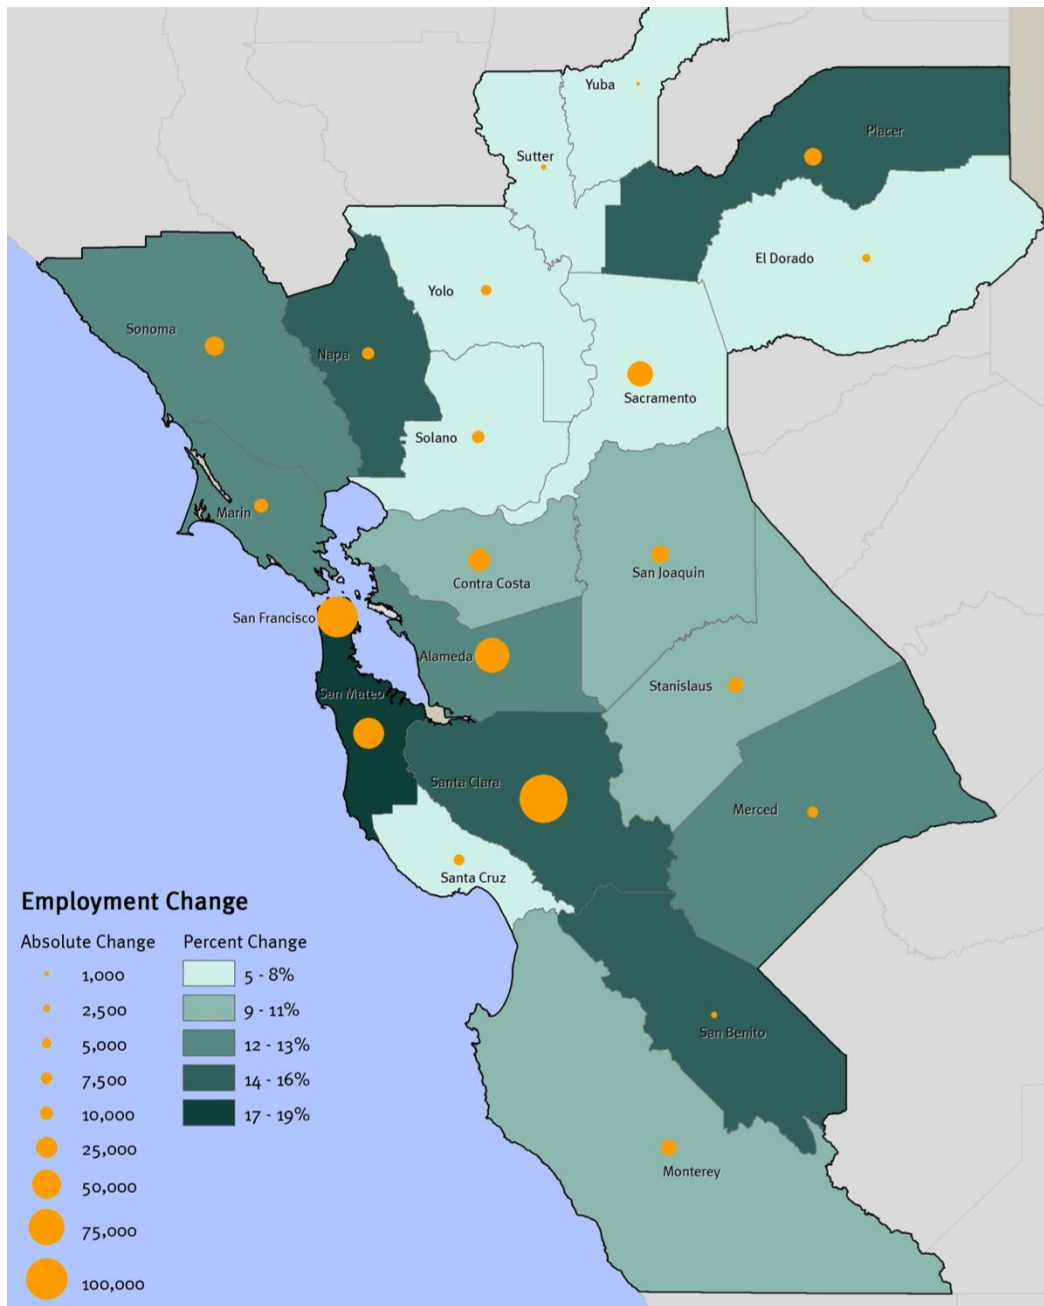 Yuba
Placer
Sutter
El Dorado
Yolo
Sonoma
Napa
Sacramento
Solano
Marin
San Joaquin
Contra Costa
San Francisco
Alameda
Stanislaus
San Mateo
Santa Clara
Merced
Santa Cruz
San Benito
Monterey
Employment Change
Absolute Change Percent Change
1,000 5 - 8%
2,500 9 - 11%
5,000 12 - 13%
7,500 14 - 16%
10,000 17 - 19%
25,000
50,000
75,000
100,000